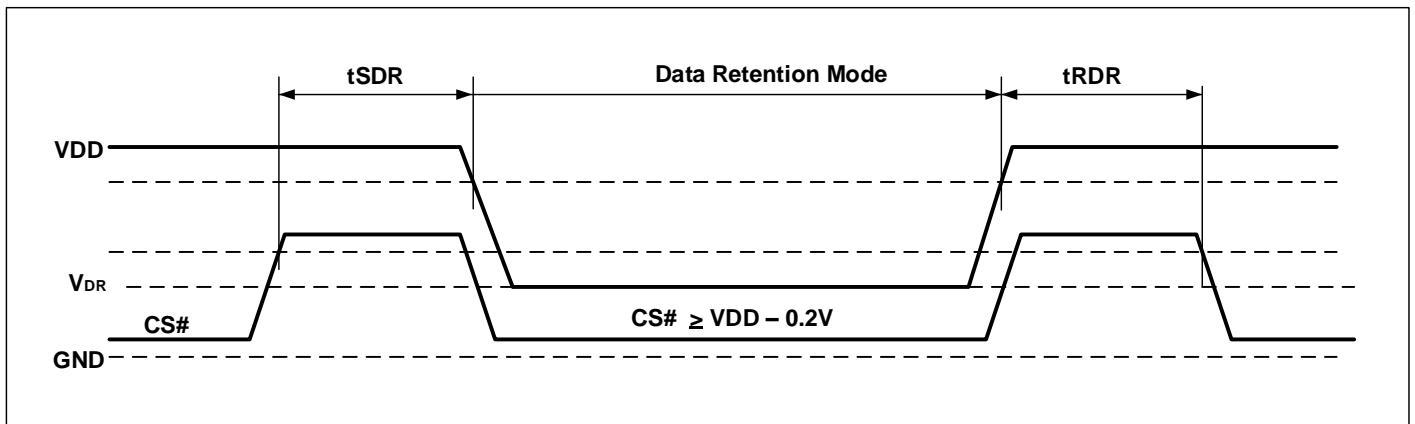 tSDR Data Retention Mode tRDR
VDD
VDR
CS# CS# ≥ VDD – 0.2V
GND